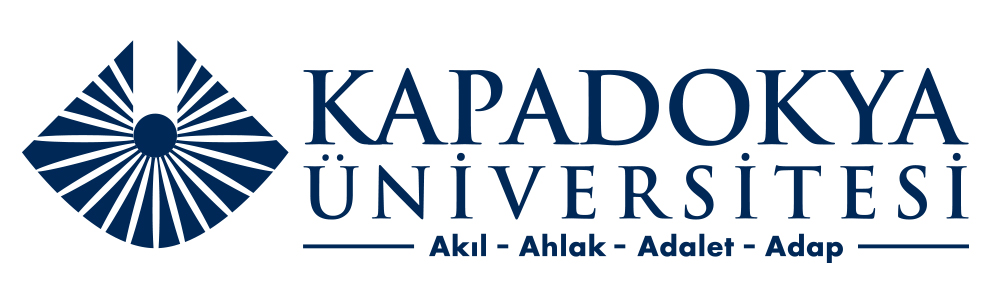 KAPADOKYA
ÜNİVERSİTESİ
Akıl - Ahlak - Adalet - Adap